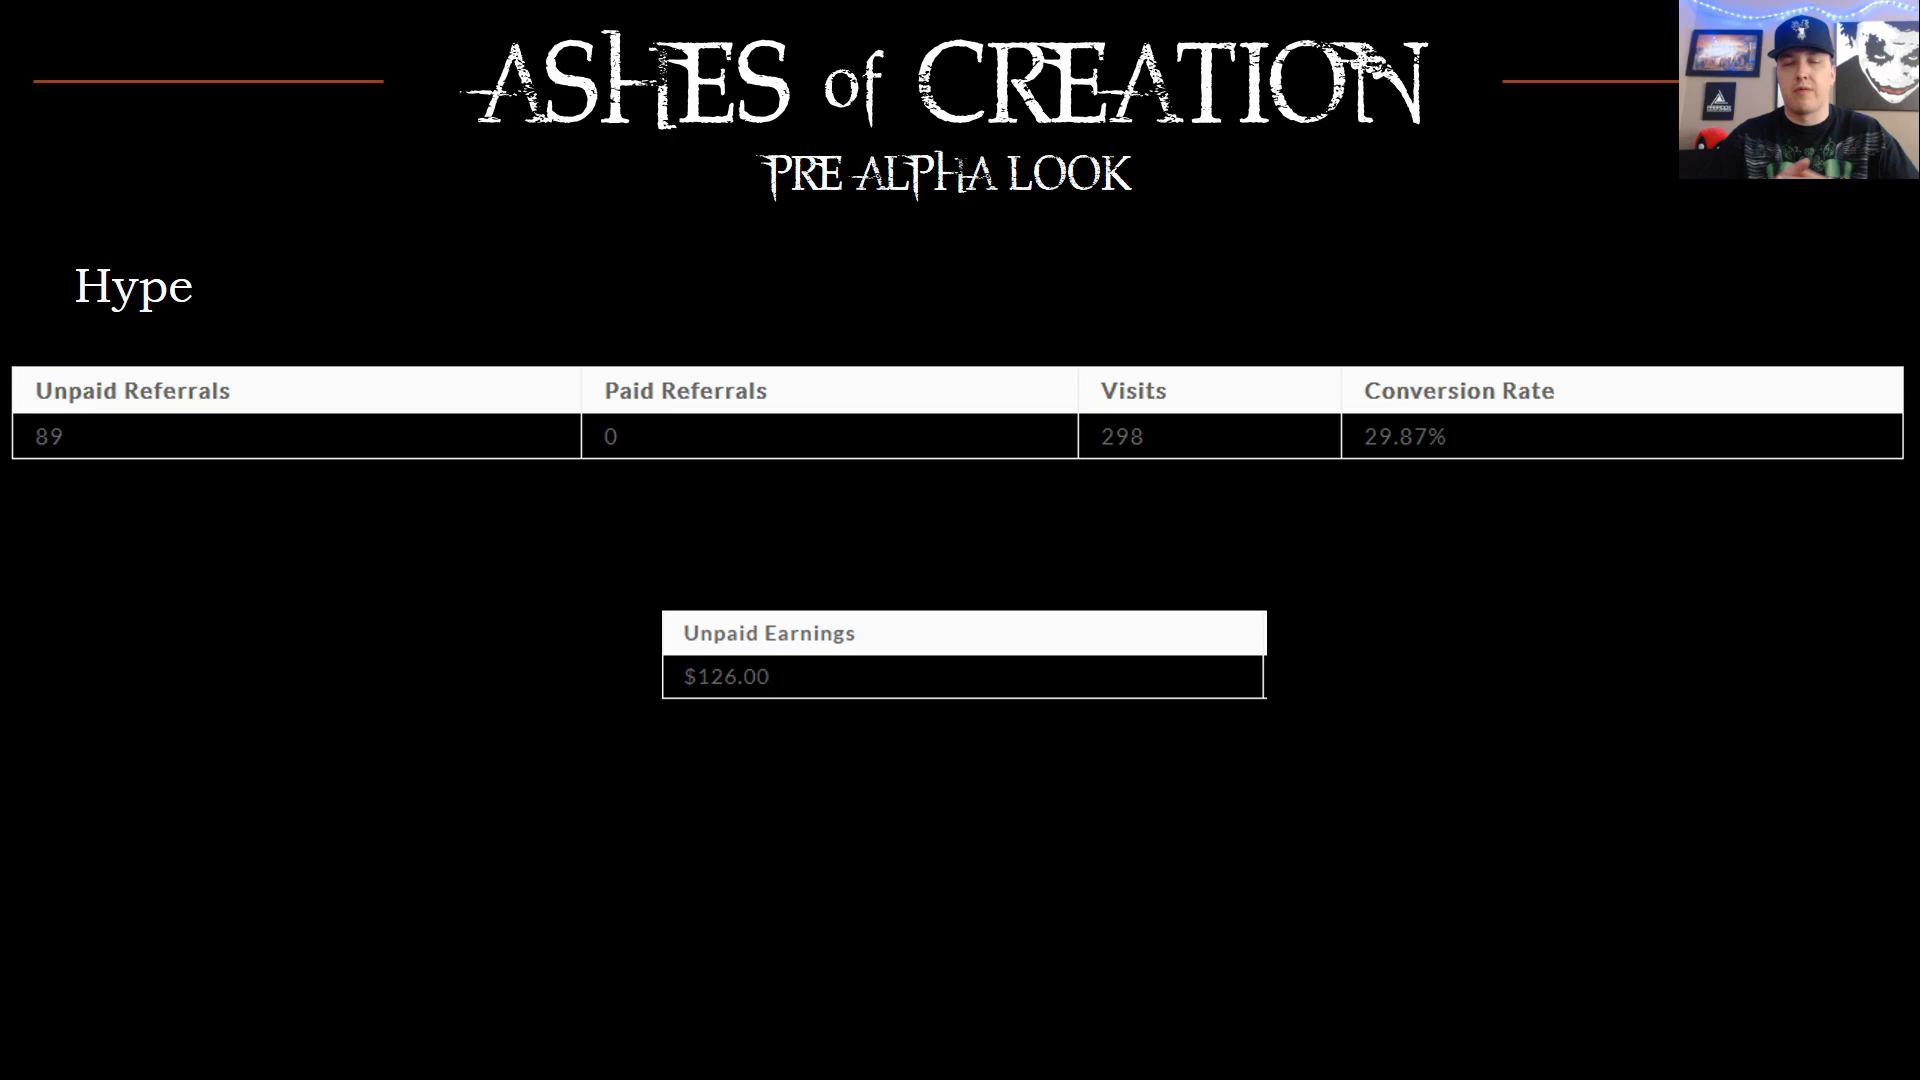 ASHES of CREATION
PRE ALPHA LOOK
Hype
Unpaid Referrals Paid Referrals Visits Conversion Rate
89 0 298 29.87%
Unpaid Earnings
$126.00